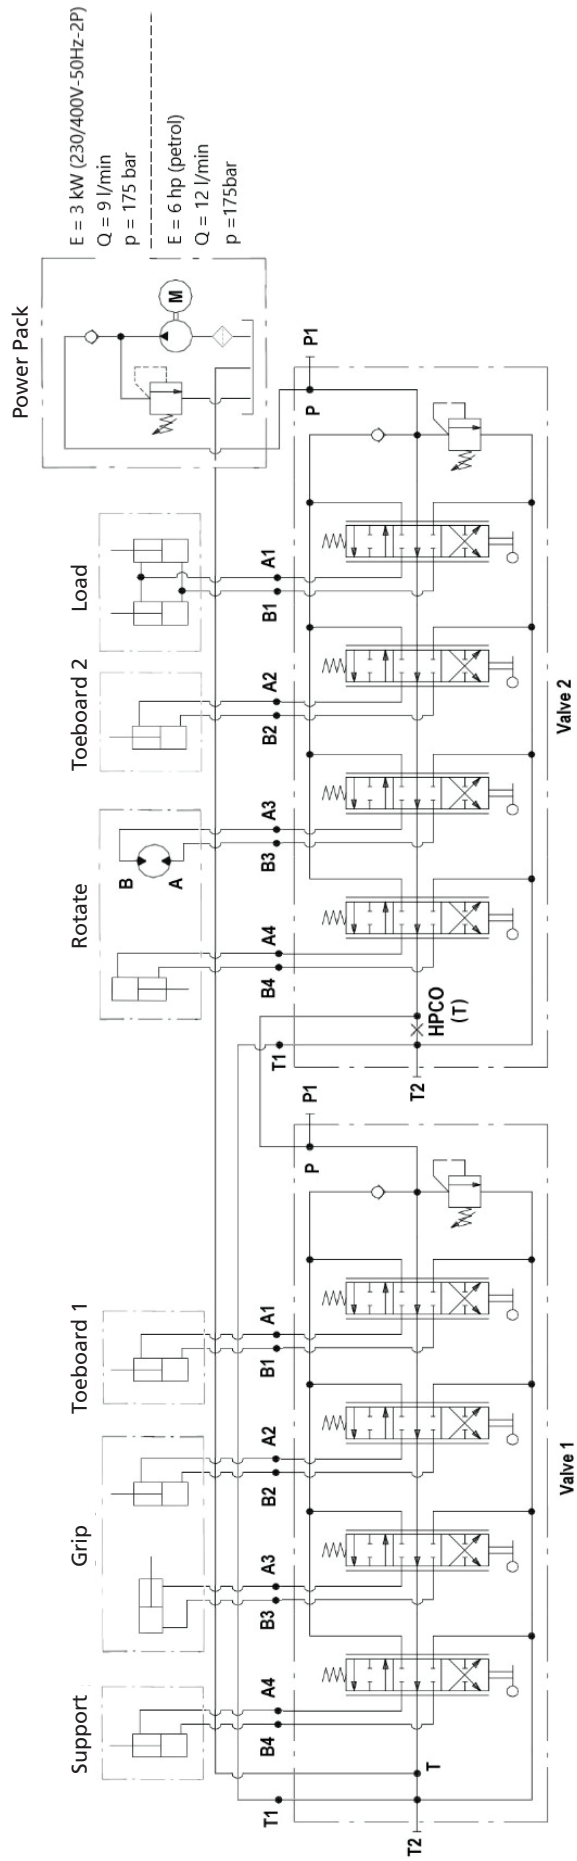 E = 3 kW (230/400V-50Hz-2P)
Q = 9 l/min
p = 175 bar
E = 6 hp (petrol)
Q = 12 l/min
p =175bar
Power Pack
M
Load
Toeboard 2
Rotate
B
A
A1
B1
A2
B2
A3
B3
A4
B4
P1
P
HPCO
(T)
T1
T2
Valve 2
Toeboard 1
Grip
Support
A1
B1
A2
B2
A3
B3
A4
B4
P1
P
T
T1
T2
Valve 1